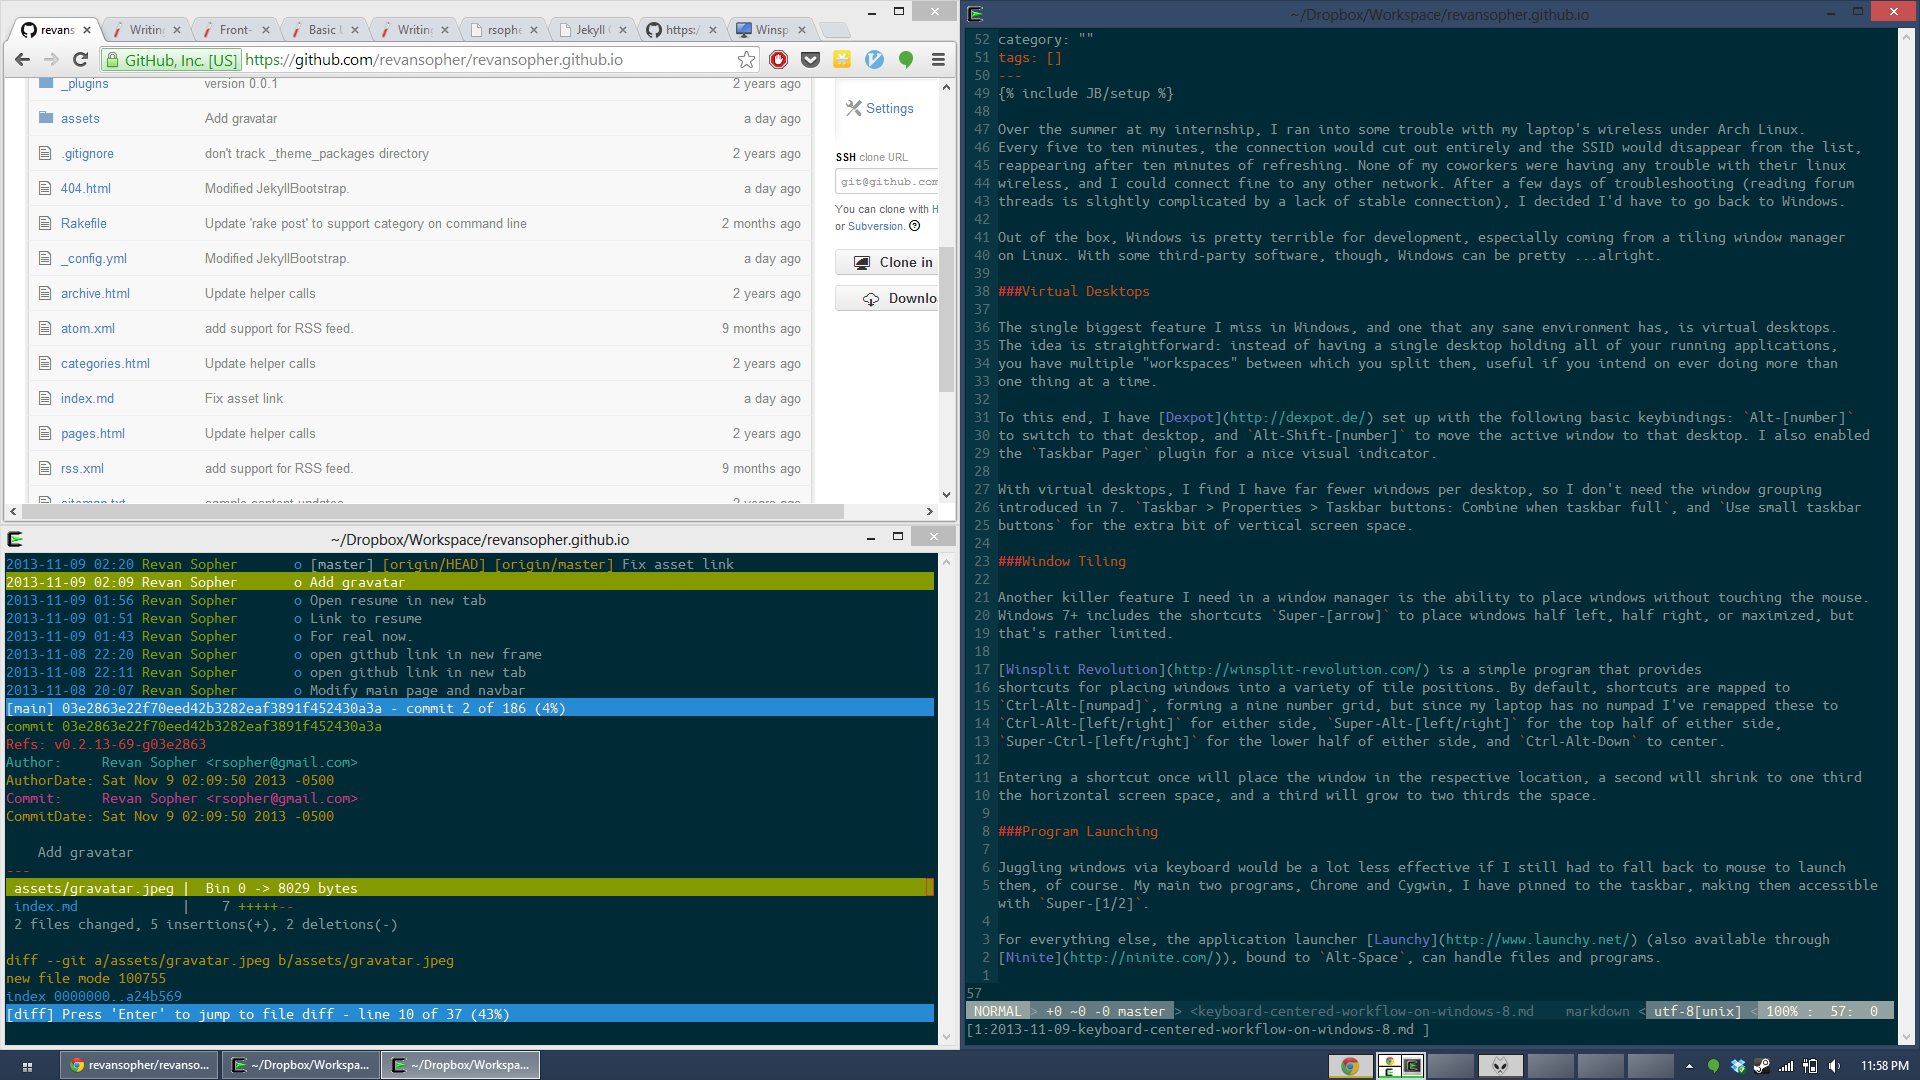 revans
Writing
Front-
Basic
Writing
rsophe
Jekyll
https:/
Winsp
GitHub, Inc. [US] https://github.com/revansopher/revansopher.github.io
_plugins version 0.0.1 2 years ago
assets Add gravatar a day ago
.gitignore don't track _theme_packages directory 2 years ago
404.html Modified JekyllBootstrap. a day ago
Rakefile Update 'rake post' to support category on command line 2 months ago
_config.yml Modified JekyllBootstrap. a day ago
archive.html Update helper calls 2 years ago
atom.xml add support for RSS feed. 9 months ago
categories.html Update helper calls 2 years ago
index.md Fix asset link a day ago
pages.html Update helper calls 2 years ago
rss.xml add support for RSS feed. 9 months ago
sitemap.txt sample content updates 2 years ago
Settings
SSH clone URL
git@github.com
You can clone with H
or Subversion.
Clone in
Downlo
~/Dropbox/Workspace/revansopher.github.io
2013-11-09 02:20 Revan Sopher o [master] [origin/HEAD] [origin/master] Fix asset link
2013-11-09 02:09 Revan Sopher o Add gravatar
2013-11-09 01:56 Revan Sopher o Open resume in new tab
2013-11-09 01:51 Revan Sopher o Link to resume
2013-11-09 01:43 Revan Sopher o For real now.
2013-11-08 22:20 Revan Sopher o open github link in new frame
2013-11-08 22:11 Revan Sopher o open github link in new tab
2013-11-08 20:07 Revan Sopher o Modify main page and navbar
[main] 03e2863e22f70eed42b3282eaf3891f452430a3a - commit 2 of 186 (4%)
commit 03e2863e22f70eed42b3282eaf3891f452430a3a
Refs: v0.2.13-69-g03e2863
Author: Revan Sopher <rsopher@gmail.com>
AuthorDate: Sat Nov 9 02:09:50 2013 -0500
Commit: Revan Sopher <rsopher@gmail.com>
CommitDate: Sat Nov 9 02:09:50 2013 -0500
Add gravatar
---
assets/gravatar.jpeg | Bin 0 -> 8029 bytes
index.md | 7 +++++--
2 files changed, 5 insertions(+), 2 deletions(-)
diff --git a/assets/gravatar.jpeg b/assets/gravatar.jpeg
new file mode 100755
index 0000000..a24b569
[diff] Press 'Enter' to jump to file diff - line 10 of 37 (43%)
~/Dropbox/Workspace/revansopher.github.io
52 category: ""
51 tags: []
50 ---
49 {% include JB/setup %}
48
47 Over the summer at my internship, I ran into some trouble with my laptop's wireless under Arch Linux.
46 Every five to ten minutes, the connection would cut out entirely and the SSID would disappear from the list,
45 reappearing after ten minutes of refreshing. None of my coworkers were having any trouble with their linux
44 wireless, and I could connect fine to any other network. After a few days of troubleshooting (reading forum
43 threads is slightly complicated by a lack of stable connection), I decided I'd have to go back to Windows.
42
41 Out of the box, Windows is pretty terrible for development, especially coming from a tiling window manager
40 on Linux. With some third-party software, though, Windows can be pretty ...alright.
39
38 ###Virtual Desktops
37
36 The single biggest feature I miss in Windows, and one that any sane environment has, is virtual desktops.
35 The idea is straightforward: instead of having a single desktop holding all of your running applications,
34 you have multiple "workspaces" between which you split them, useful if you intend on ever doing more than
33 one thing at a time.
32
31 To this end, I have [Dexpot](http://dexpot.de/) set up with the following basic keybindings: `Alt-[number]`
30 to switch to that desktop, and `Alt-Shift-[number]` to move the active window to that desktop. I also enabled
29 the `Taskbar Pager` plugin for a nice visual indicator.
28
27 With virtual desktops, I find I have far fewer windows per desktop, so I don't need the window grouping
26 introduced in 7. `Taskbar > Properties > Taskbar buttons: Combine when taskbar full`, and `Use small taskbar
25 buttons` for the extra bit of vertical screen space.
24
23 ###Window Tiling
22
21 Another killer feature I need in a window manager is the ability to place windows without touching the mouse.
20 Windows 7+ includes the shortcuts `Super-[arrow]` to place windows half left, half right, or maximized, but
19 that's rather limited.
18
17 [Winsplit Revolution](http://winsplit-revolution.com/) is a simple program that provides
16 shortcuts for placing windows into a variety of tile positions. By default, shortcuts are mapped to
15 `Ctrl-Alt-[numpad]`, forming a nine number grid, but since my laptop has no numpad I've remapped these to
14 `Ctrl-Alt-[left/right]` for either side, `Super-Alt-[left/right]` for the top half of either side,
13 `Super-Ctrl-[left/right]` for the lower half of either side, and `Ctrl-Alt-Down` to center.
12
11 Entering a shortcut once will place the window in the respective location, a second will shrink to one third
10 the horizontal screen space, and a third will grow to two thirds the space.
9
8 ###Program Launching
7
6 Juggling windows via keyboard would be a lot less effective if I still had to fall back to mouse to launch
5 them, of course. My main two programs, Chrome and Cygwin, I have pinned to the taskbar, making them accessible
with `Super-[1/2]`.
4
3 For everything else, the application launcher [Launchy](http://www.launchy.net/) (also available through
2 [Ninite](http://ninite.com/)), bound to `Alt-Space`, can handle files and programs.
1
57
NORMAL > +0 ~0 -0 master > <keyboard-centered-workflow-on-windows-8.md markdown < utf-8[unix] < 100% : 57: 0
[1:2013-11-09-keyboard-centered-workflow-on-windows-8.md ]
revansopher/revanso...
~/Dropbox/Workspa...
~/Dropbox/Workspa...
11:58 PM